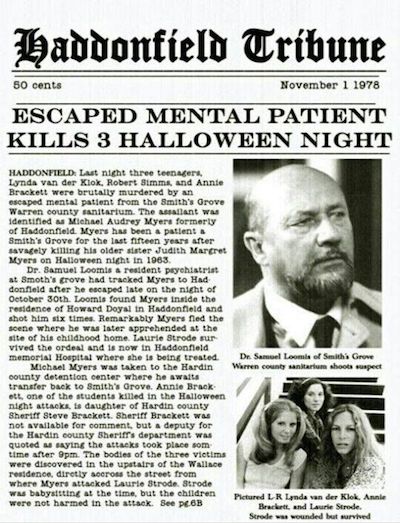 Haddonfield Tribune
50 cents
November 1 1978
ESCAPED MENTAL PATIENT
KILLS 3 HALLOWEEN NIGHT
HADDONFIELD: Last night three teenagers,
Lynda van der Klok, Robert Simms, and Annie
Brackett were brutally murdered by an
escaped mental patient from the Smith's Grove
Warren county sanitarium. The assailant was
identified as Michael Audrey Myers formerly
of Haddonfield. Myers has been a patient a
Smith's Grove for the last fifteen years after
savagely killing his older sister Judith Margret
Myers on Halloween night in 1963.
Dr. Samuel Loomis a resident psychiatrist
at Smoth's grove had tracked Myers to Had-
donfield after he escaped late on the night of
October 30th. Loomis found Myers inside the
residence of Howard Doyal in Haddonfield and
shot him six times. Remarkably Myers fled the
scene where he was later apprehended at the
site of his childhood home. Laurie Strode sur-
vived the ordeal and is now in Haddonfield
memorial Hospital where she is being treated.
Michael Myers was taken to the Hardin
county detention center where he awaits
transfer back to Smith's Grove. Annie Brack-
ett, one of the students killed in the Halloween
night attacks, is daughter of Hardin county
Sheriff Steve Brackett. Sheriff Brackett was
not available for comment, but a deputy for
the Hardin county Sheriff's department was
quoted as saying the attacks took place som-
time after 9pm. The bodies of the three victims
were discovered in the upstairs of the Wallace
residence, dirctly accross the street from
where Myers attacked Laurie Strode. Strode
was babysitting at the time, but the children
were not harmed in the attack. See pg.6B
Dr. Samuel Loomis of Smith's Grove
Warren county sanitarium shoots suspect
Pictured L-R Lynda van der Klok, Annie
Brackett, and Laurie Strode.
Strode was wounded but survived